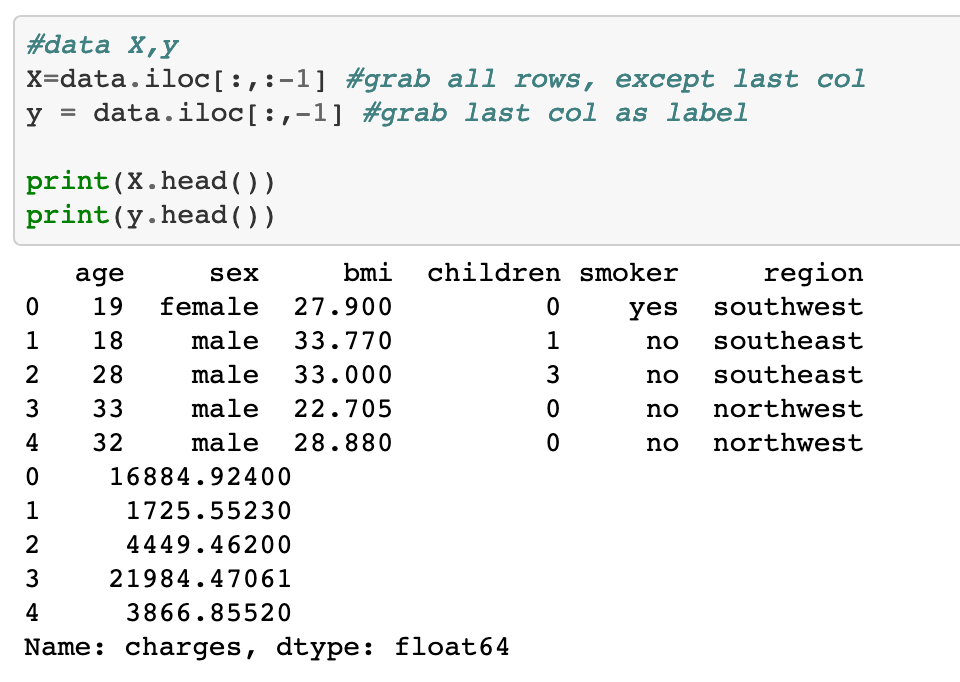 #data X,y
X=data.iloc[:,:-1] #grab all rows, except last col
y = data.iloc[:,-1] #grab last col as label
print(X.head())
print(y.head())
age sex bmi children smoker region
0 19 female 27.900 0 yes southwest
1 18 male 33.770 1 no southeast
2 28 male 33.000 3 no southeast
3 33 male 22.705 0 no northwest
4 32 male 28.880 0 no northwest
0 16884.92400
1 1725.55230
2 4449.46200
3 21984.47061
4 3866.85520
Name: charges, dtype: float64